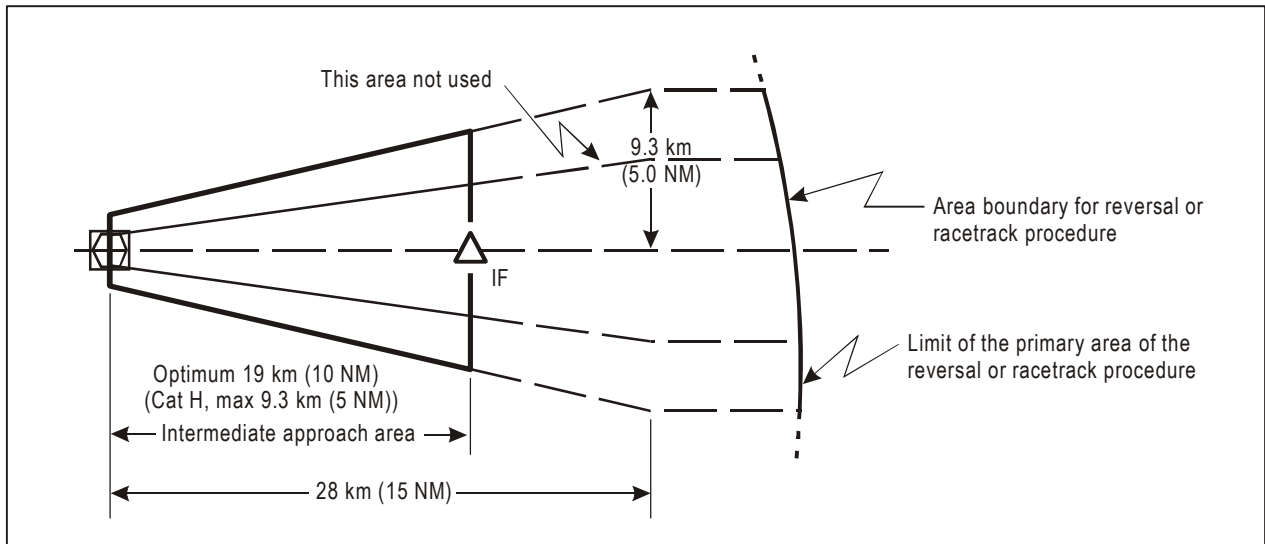 This area not used
9.3 km
(5.0 NM)
Area boundary for reversal or
racetrack procedure
IF
Limit of the primary area of the
reversal or racetrack procedure
Optimum 19 km (10 NM)
(Cat H, max 9.3 km (5 NM))
Intermediate approach area
28 km (15 NM)